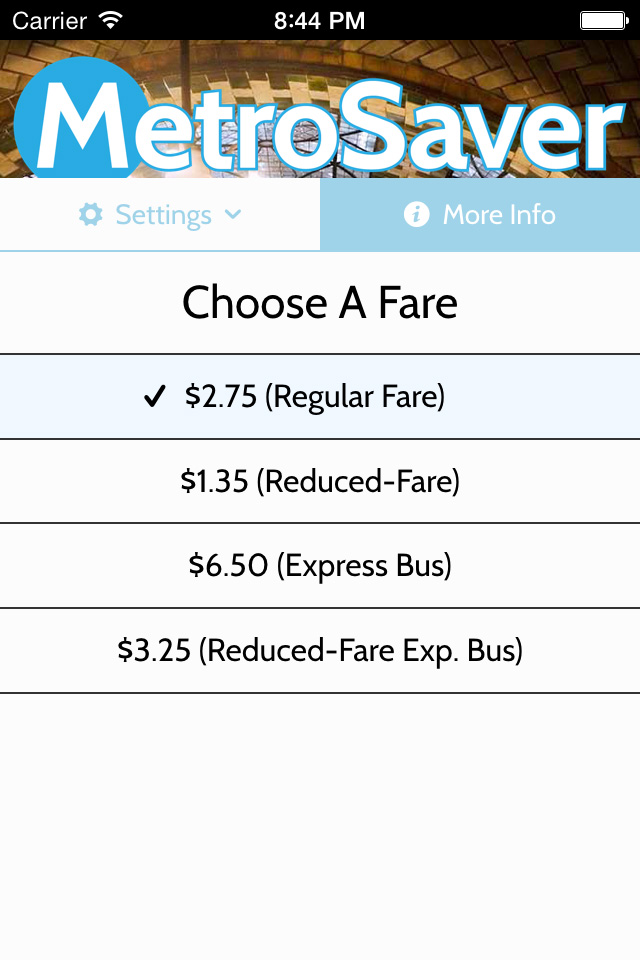 Carrier 8:44 PM
MetroSaver
Settings More Info
Choose A Fare
$2.75 (Regular Fare)
$1.35 (Reduced-Fare)
$6.50 (Express Bus)
$3.25 (Reduced-Fare Exp. Bus)